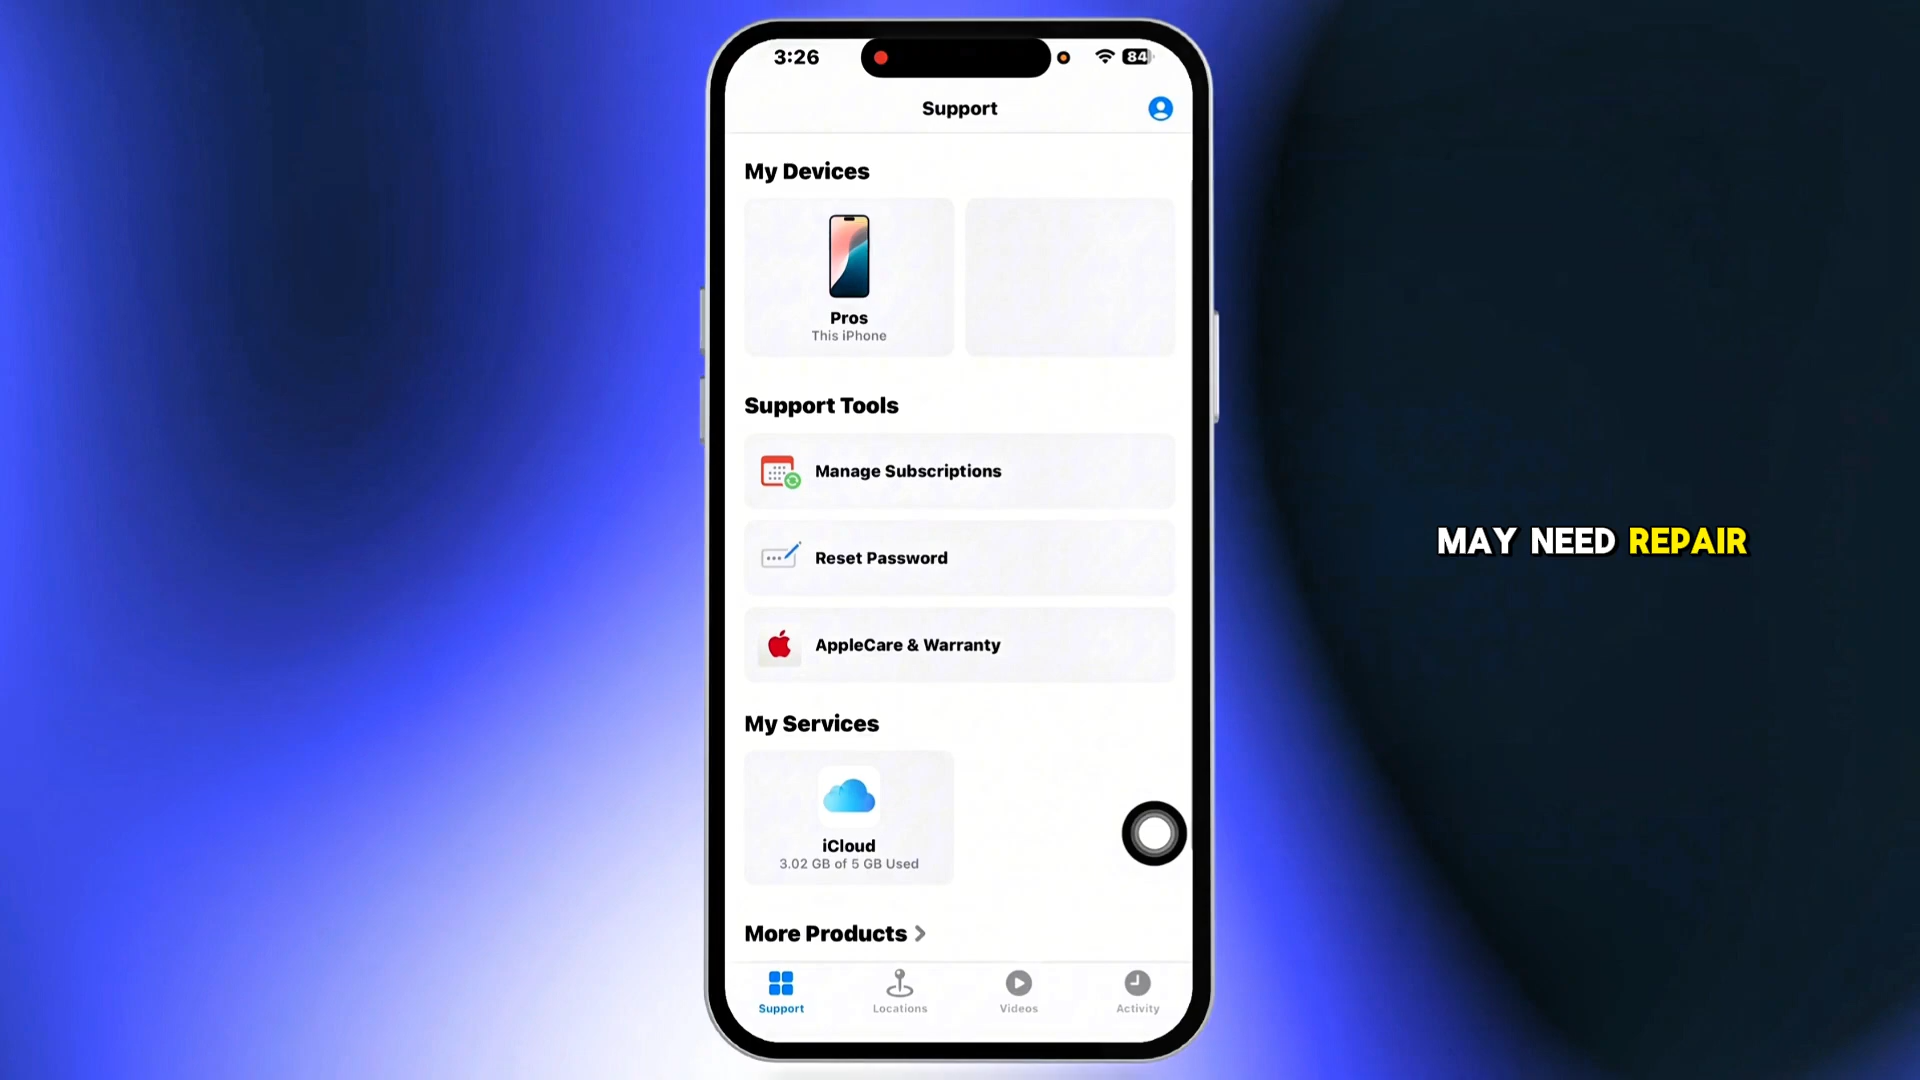 3:26
84
Support
My Devices
Pros
This iPhone
Support Tools
Manage Subscriptions
Reset Password
AppleCare & Warranty
My Services
iCloud
3.02 GB of 5 GB Used
More Products
Support
Locations
Videos
Activity
MAY NEED REPAIR